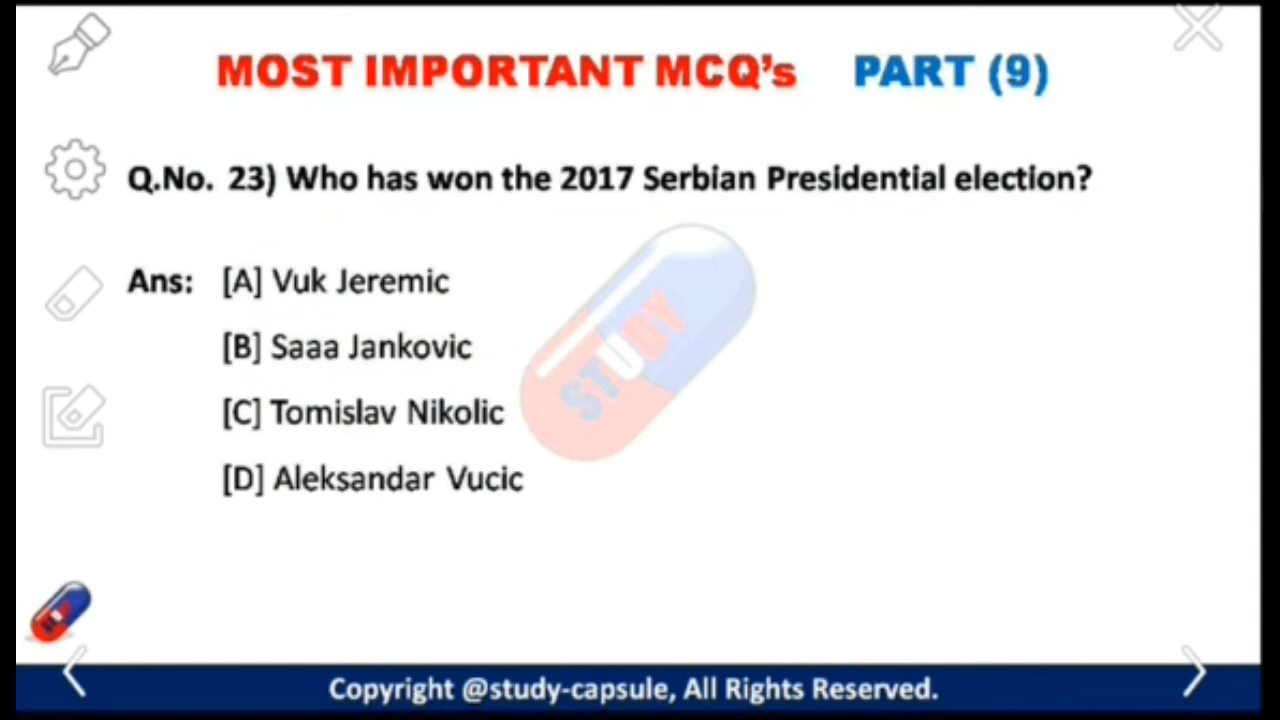 MOST IMPORTANT MCQ's PART (9)
Q.No. 23) Who has won the 2017 Serbian Presidential election?
Ans: [A] Vuk Jeremic
[B] Saaa Jankovic
[C] Tomislav Nikolic
[D] Aleksandar Vucic
STUDY
Copyright @study-capsule, All Rights Reserved.